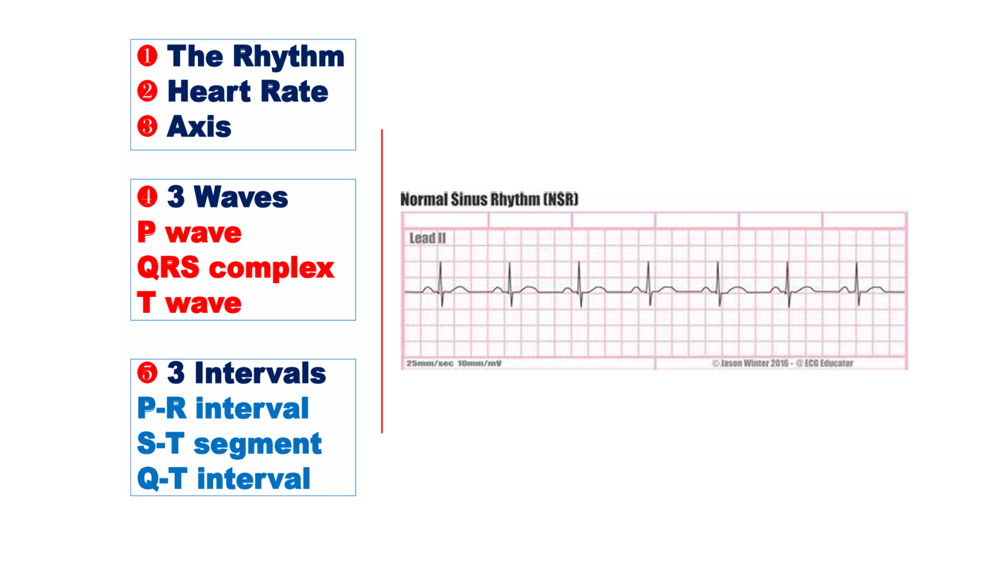 ❶ The Rhythm
❷ Heart Rate
❸ Axis
❹ 3 Waves
P wave
QRS complex
T wave
❺ 3 Intervals
P-R interval
S-T segment
Q-T interval
Normal Sinus Rhythm (NSR)
Lead II
25mm/sec 10mm/mV
© Jason Winter 2016 - @ ECG Educator